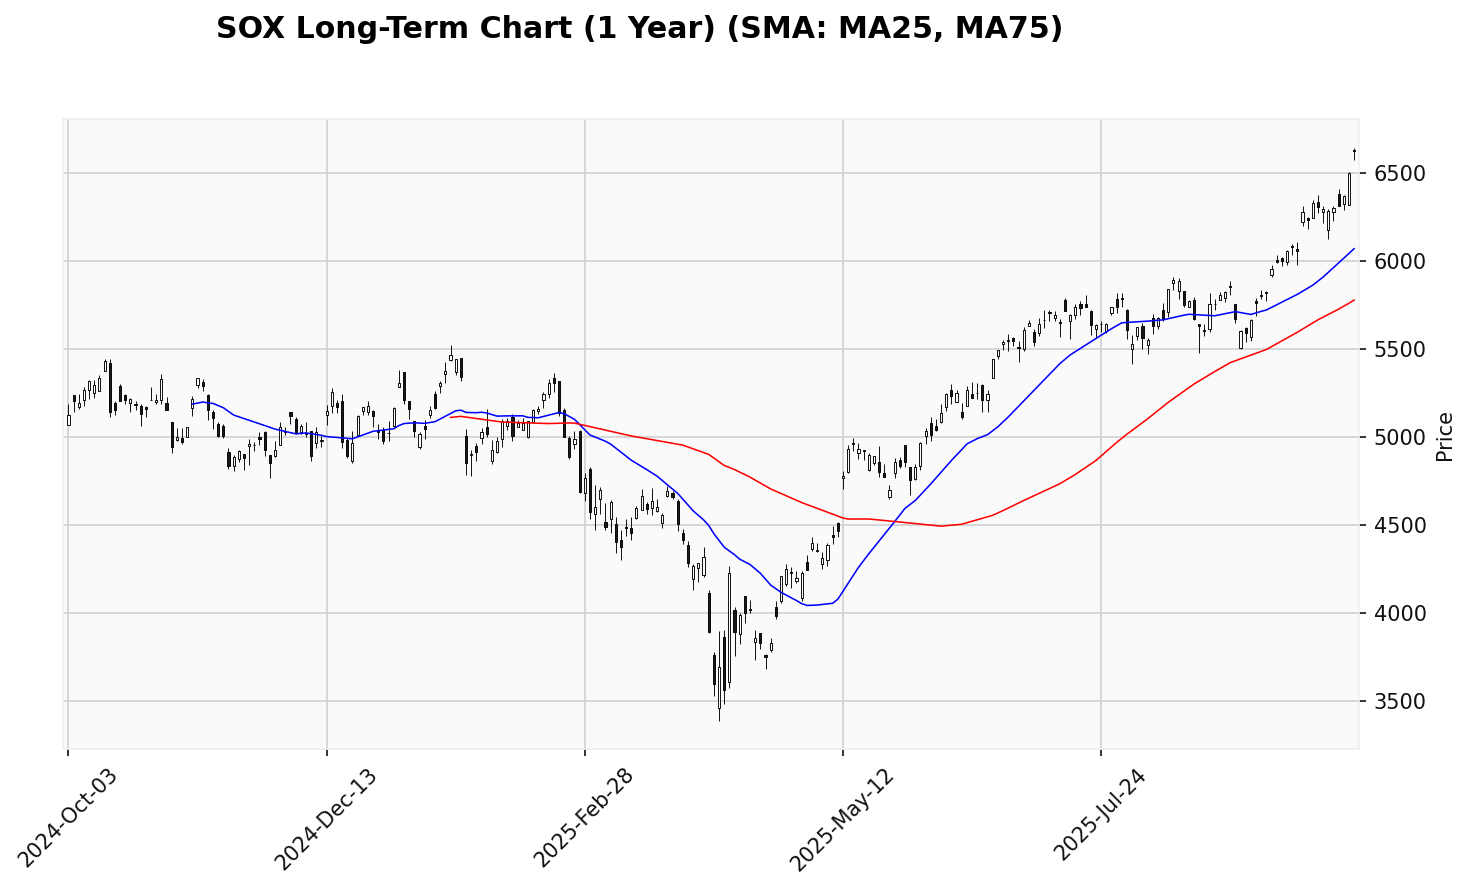 SOX Long-Term Chart (1 Year) (SMA: MA25, MA75)
6500
6000
5500
5000
4500
4000
3500
Price
2024-Oct-03
2024-Dec-13
2025-Feb-28
2025-May-12
2025-Jul-24